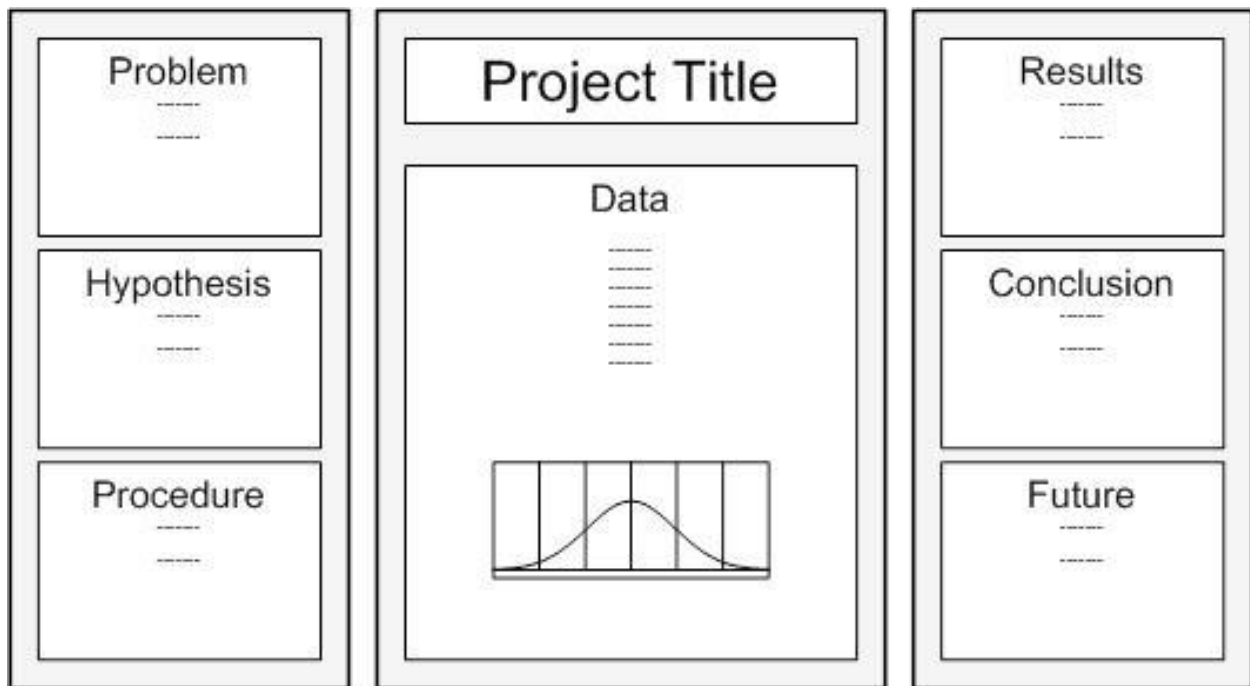 Problem
Hypothesis
Procedure
Project Title
Data
Results
Conclusion
Future